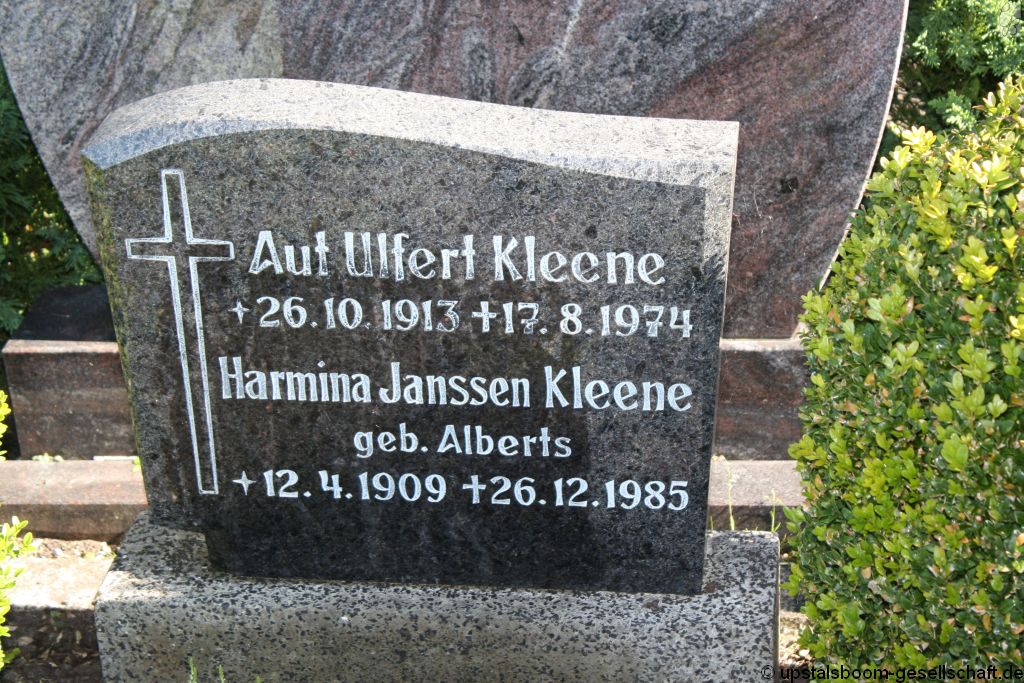 Aut Ulfert Kleene
+26.10.1913 +17.8.1974
Harmina Janssen Kleene
geb. Alberts
+12.4.1909 +26.12.1985
© upstalsboom-gesellschaft.de